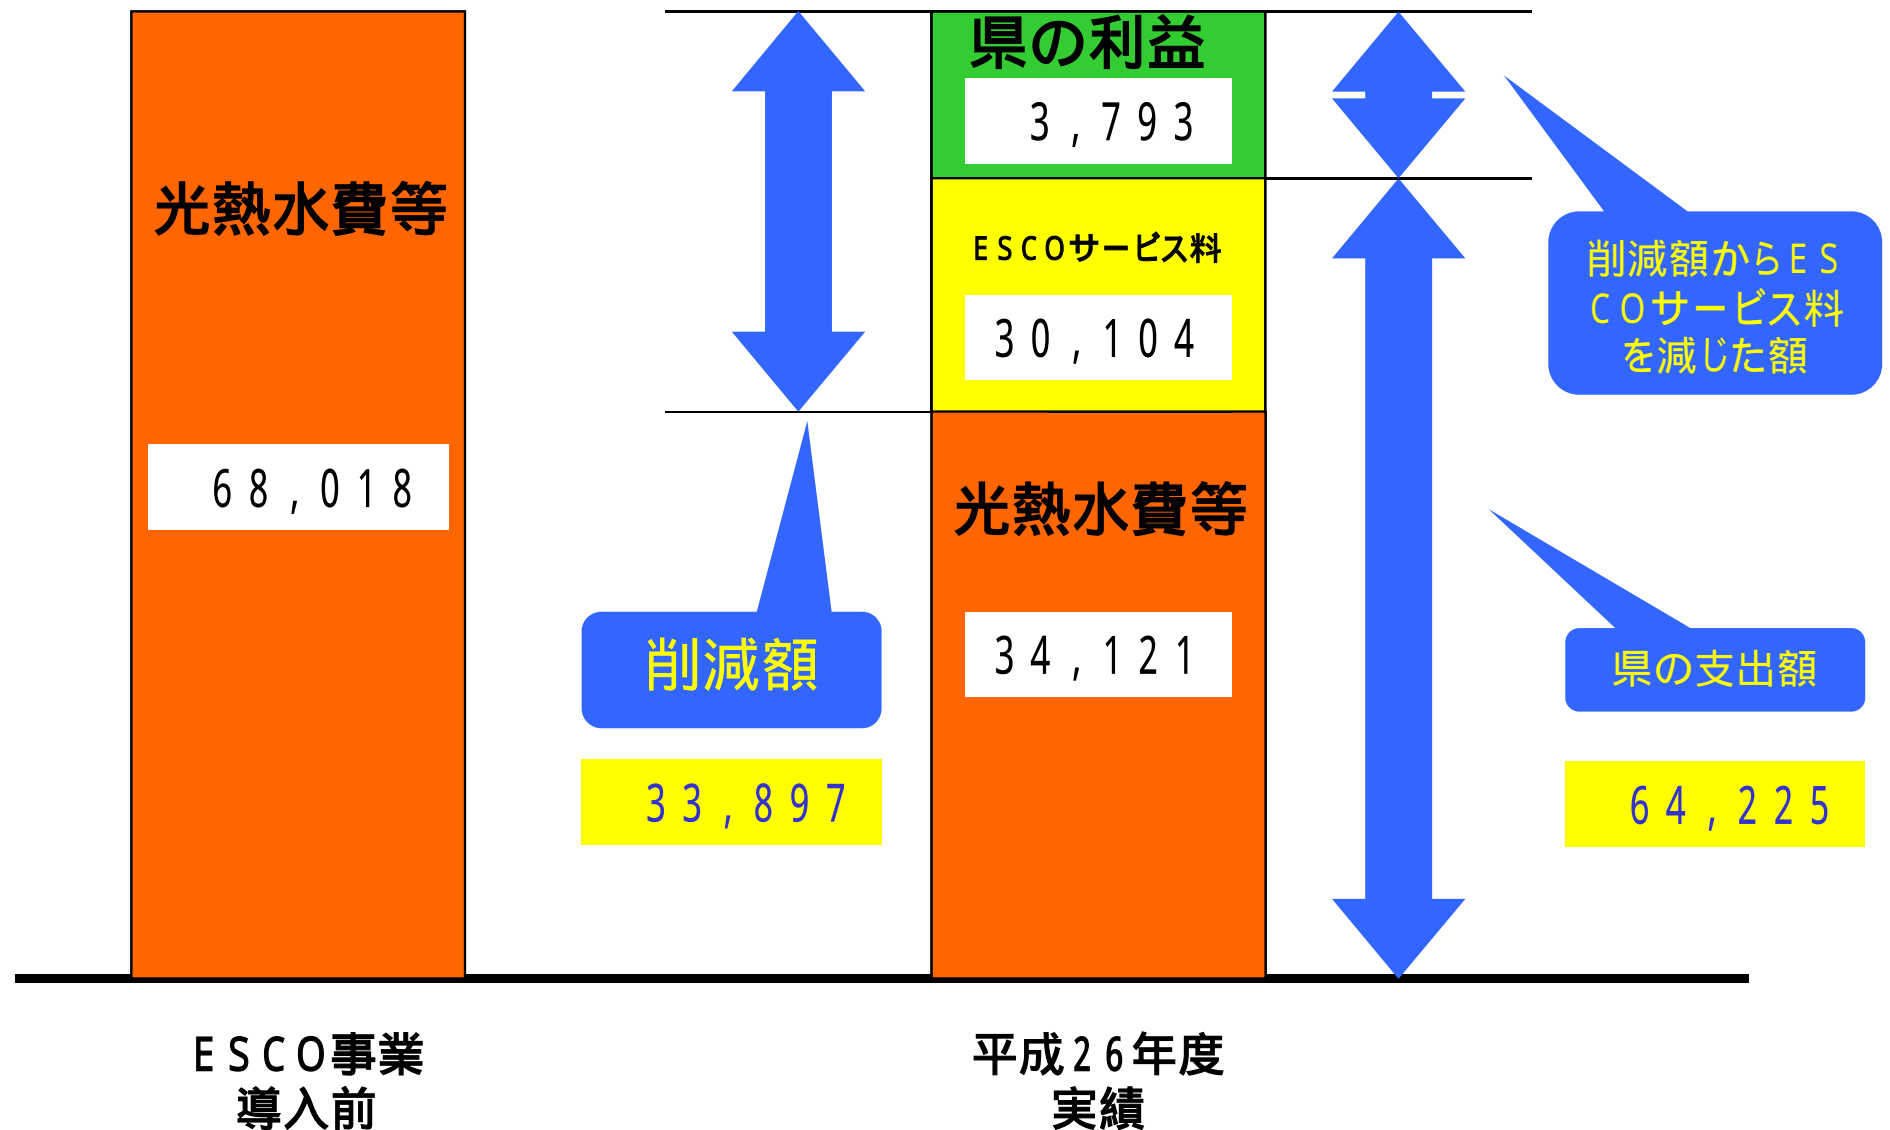 光熱水費等
68,018
ESCO事業
導入前
削減額
33,897
県の利益
3,793
ESCOサービス料
30,104
光熱水費等
34,121
平成26年度
実績
削減額からES
COサービス料
を減じた額
県の支出額
64,225